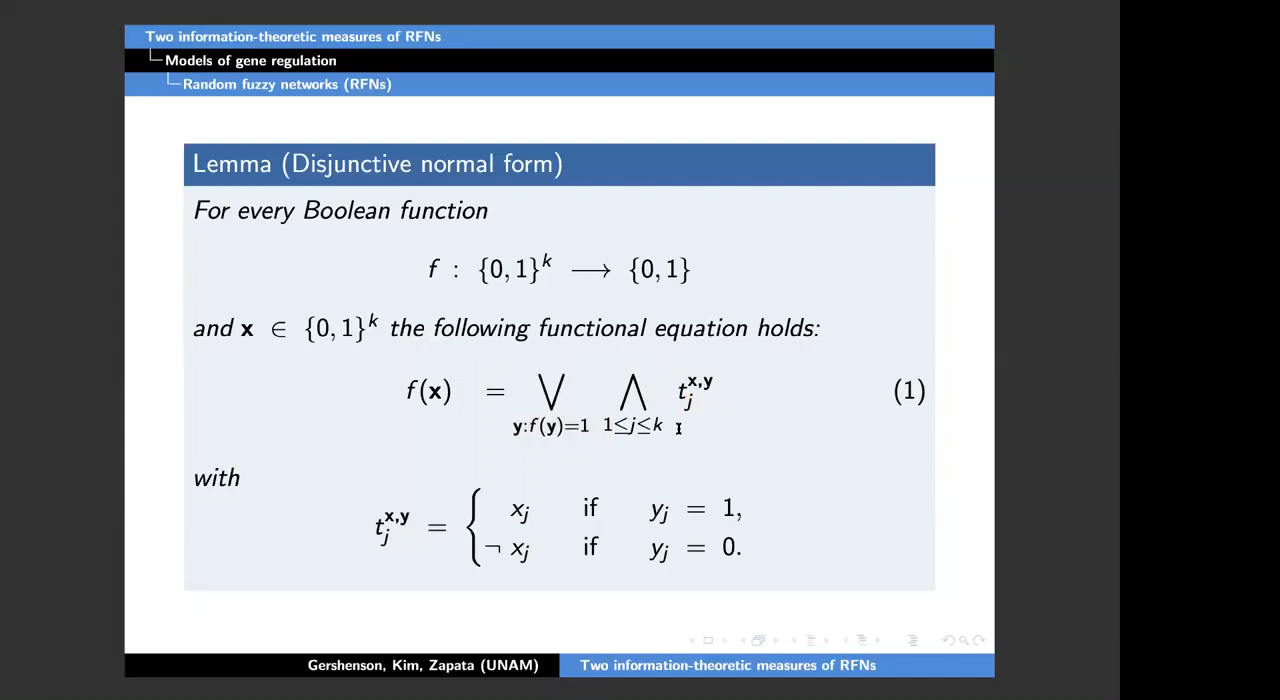 Two information-theoretic measures of RFNs
Models of gene regulation
Random fuzzy networks (RFNs)
Lemma (Disjunctive normal form)
For every Boolean function
f : {0, 1}^k ⟶ {0, 1}
and x ∈ {0, 1}^k the following functional equation holds:
f(x) = ⋁_{y:f(y)=1} ⋀_{1≤j≤k} t_j^{x,y} (1)
with
t_j^{x,y} = { x_j if y_j = 1,
¬ x_j if y_j = 0.
Gershenson, Kim, Zapata (UNAM) Two information-theoretic measures of RFNs